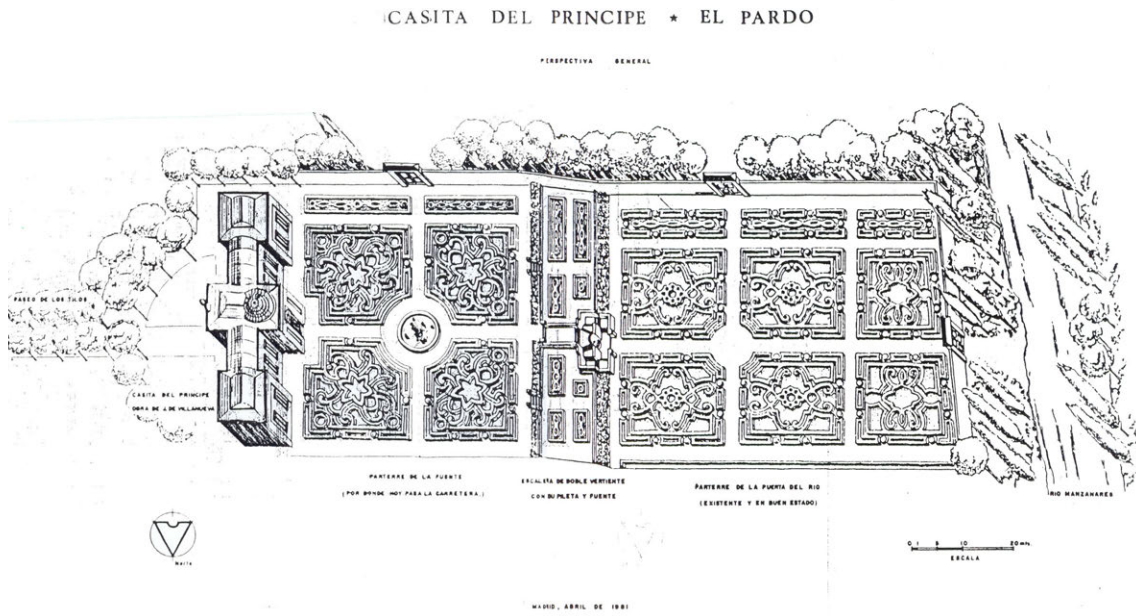 CASITA DEL PRINCIPE * EL PARDO
PERSPECTIVA GENERAL
PASEO DE LOS TILOS
CASITA DEL PRINCIPE
OBRA DE J. DE VILLANUEVA
PARTERRE DE LA FUENTE
(POR DONDE HOY PASA LA CARRETERA)
ESCALERA DE DOBLE VERTIENTE
CON SU PILETA Y FUENTE
PARTERRE DE LA PUERTA DEL RIO
(EXISTENTE Y EN BUEN ESTADO)
RIO MANZANARES
Norte
0 1 5 10 20 mts.
ESCALA
MADRID, ABRIL DE 1981